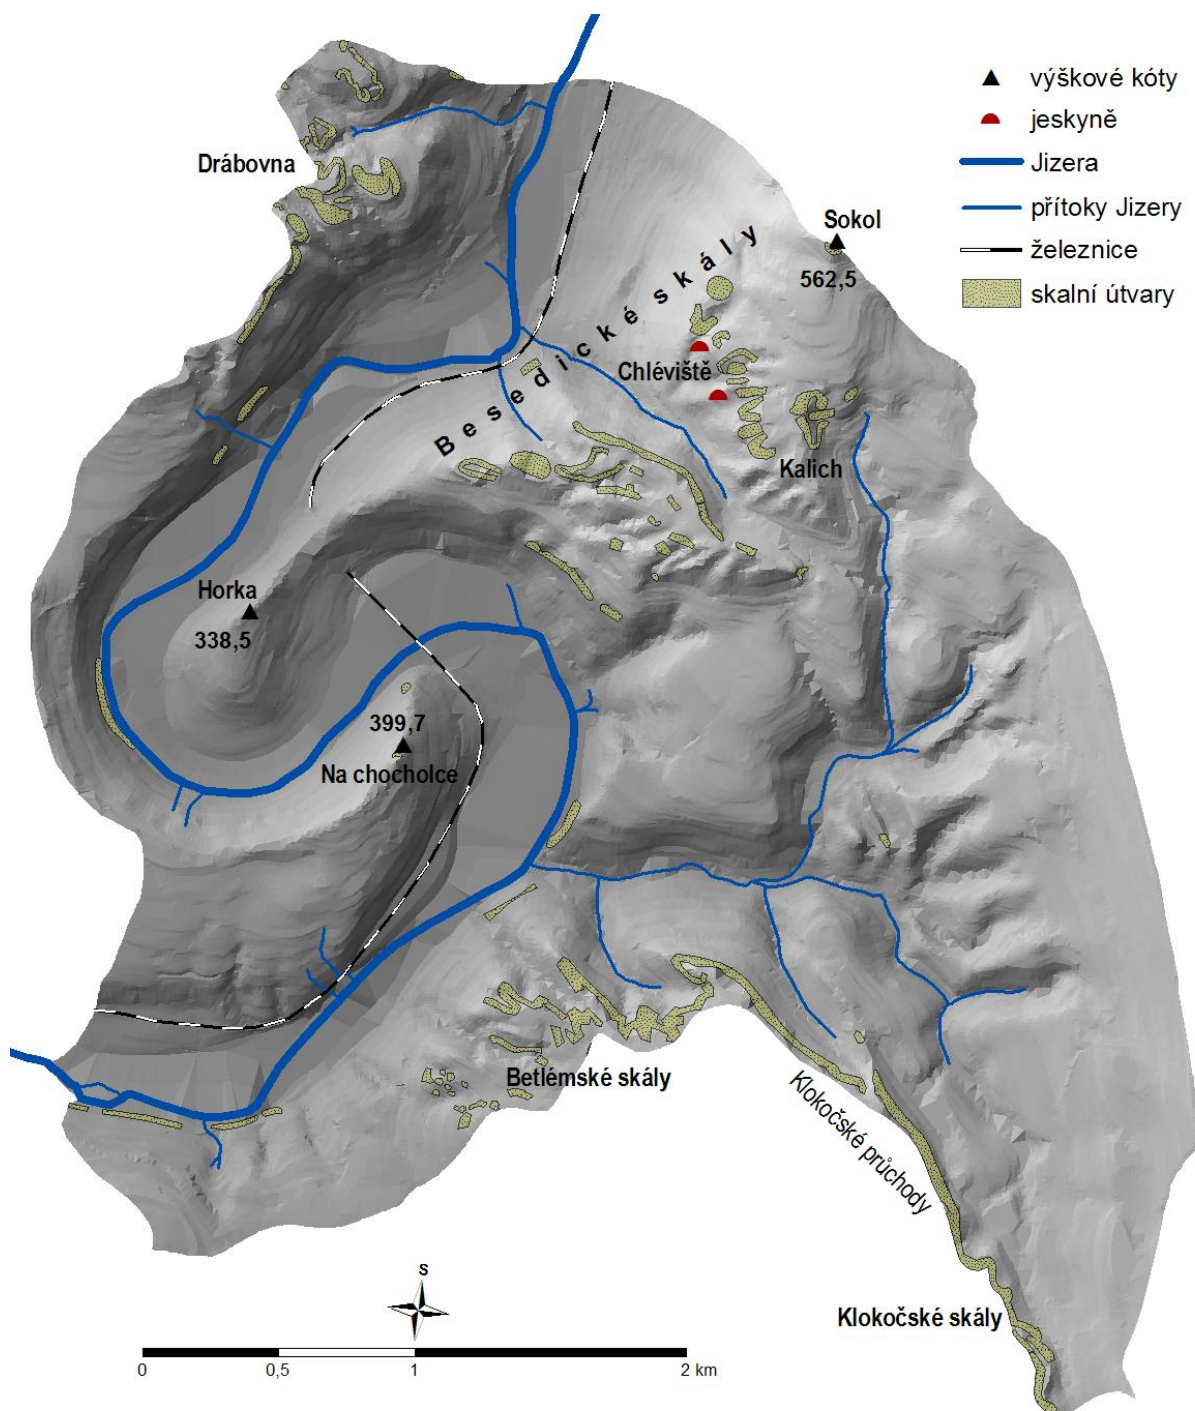 výškové kóty
jeskyně
Jizera
přítoky Jizery
železnice
skalní útvary
Drábovna
Sokol
562,5
Besedické skály
Chléviště
Kalich
Horka
338,5
399,7
Na chocholce
Betlémské skály
Klokočské průchody
Klokočské skály
S
0 0,5 1 2 km